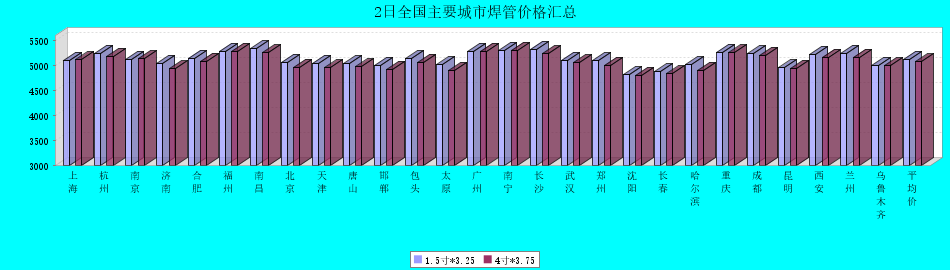 2日全国主要城市焊管价格汇总
5500
5000
4500
4000
3500
3000
上海
杭州
南京
济南
合肥
福州
南昌
北京
天津
唐山
邯郸
包头
太原
广州
南宁
长沙
武汉
郑州
沈阳
长春
哈尔滨
重庆
成都
昆明
西安
兰州
乌鲁木齐
平均价
1.5寸*3.25
4寸*3.75